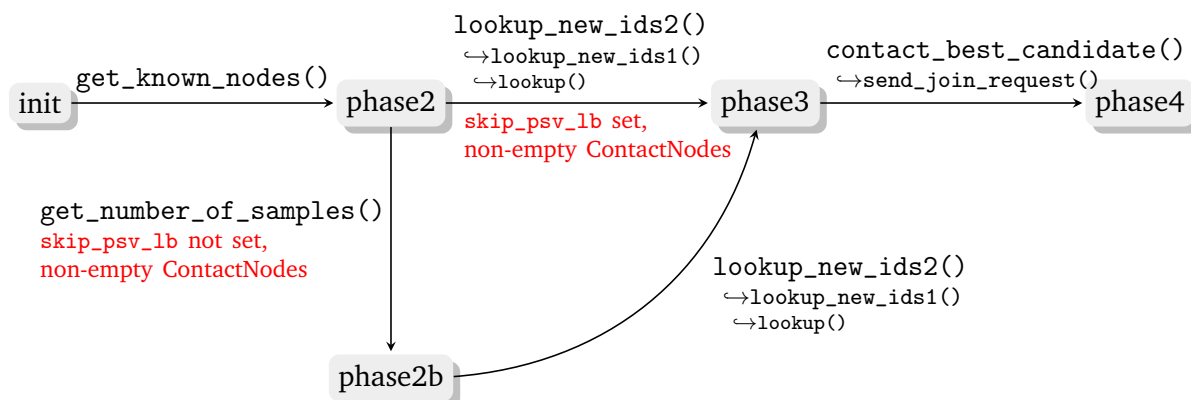 lookup_new_ids2()
↪lookup_new_ids1()
↪lookup()
contact_best_candidate()
↪send_join_request()
get_known_nodes()
init
phase2
phase3
phase4
skip_psv_lb set,
non-empty ContactNodes
get_number_of_samples()
skip_psv_lb not set,
non-empty ContactNodes
lookup_new_ids2()
↪lookup_new_ids1()
↪lookup()
phase2b